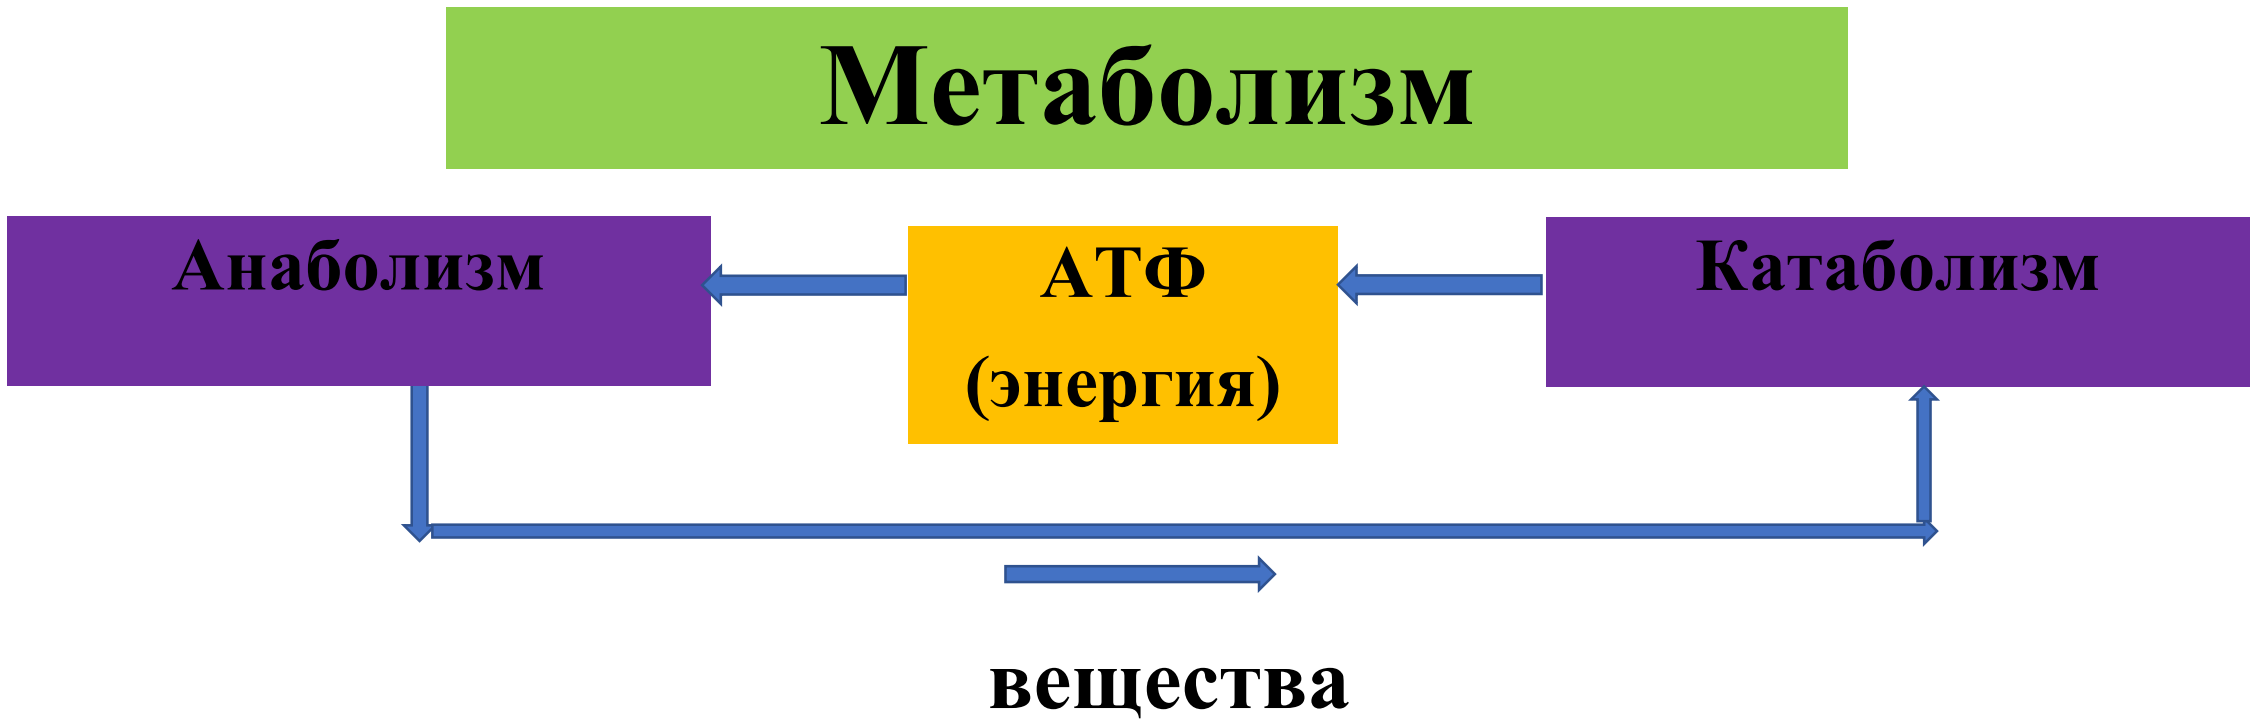 Метаболизм
Анаболизм
АТФ
(энергия)
Катаболизм
вещества